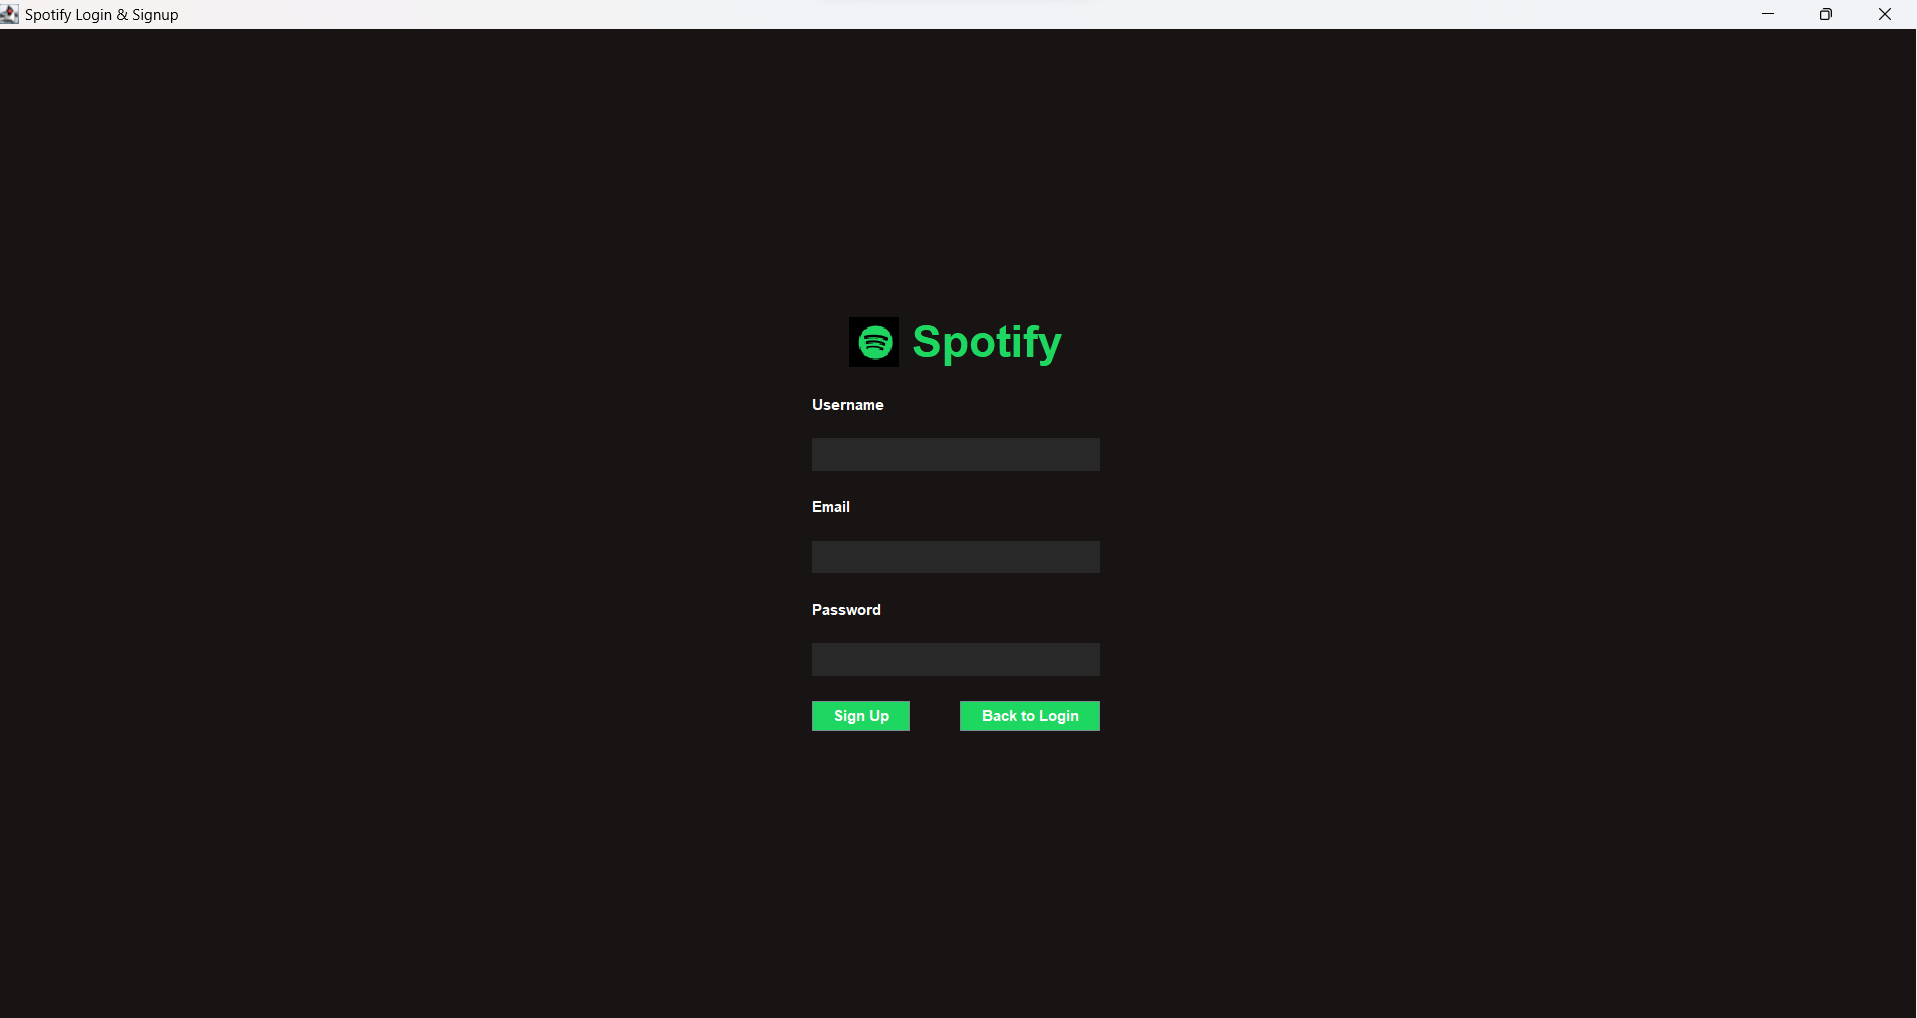 Spotify Login & Signup
Spotify
Username
Email
Password
Sign Up
Back to Login